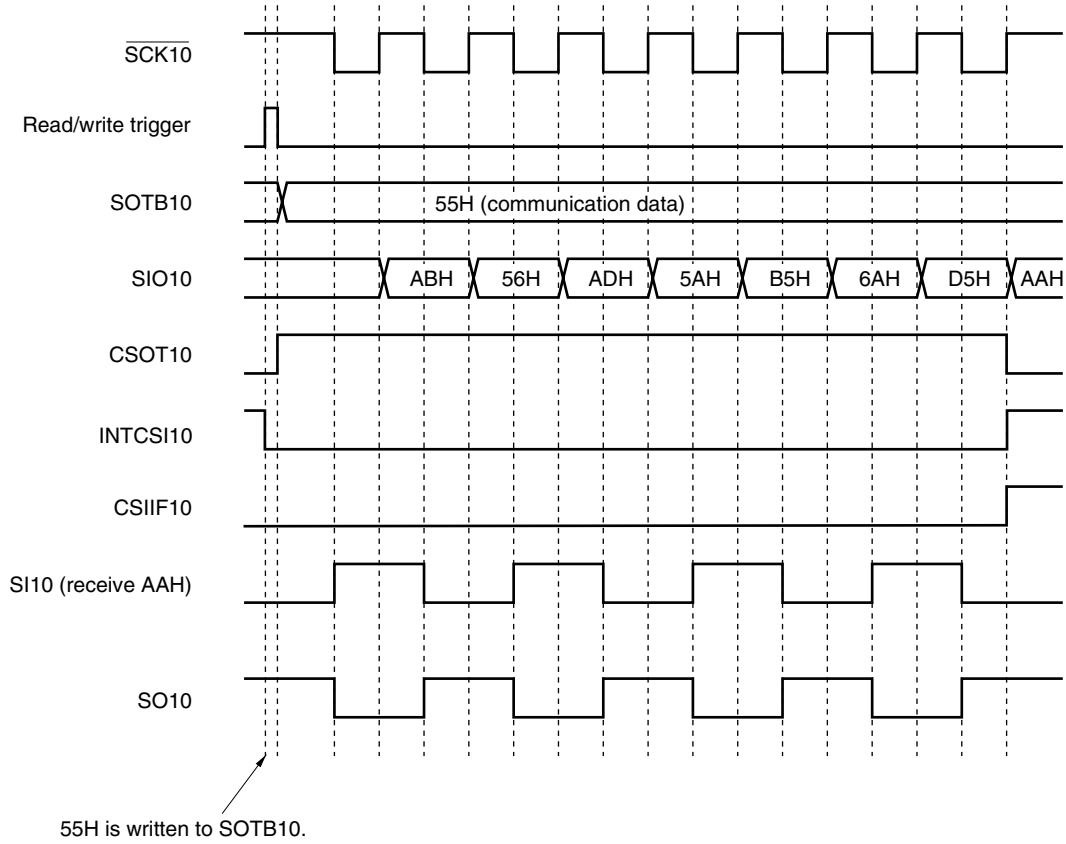 SCK10
Read/write trigger
SOTB10
55H (communication data)
SIO10
ABH 56H ADH 5AH B5H 6AH D5H AAH
CSOT10
INTCSI10
CSIIF10
SI10 (receive AAH)
SO10
55H is written to SOTB10.